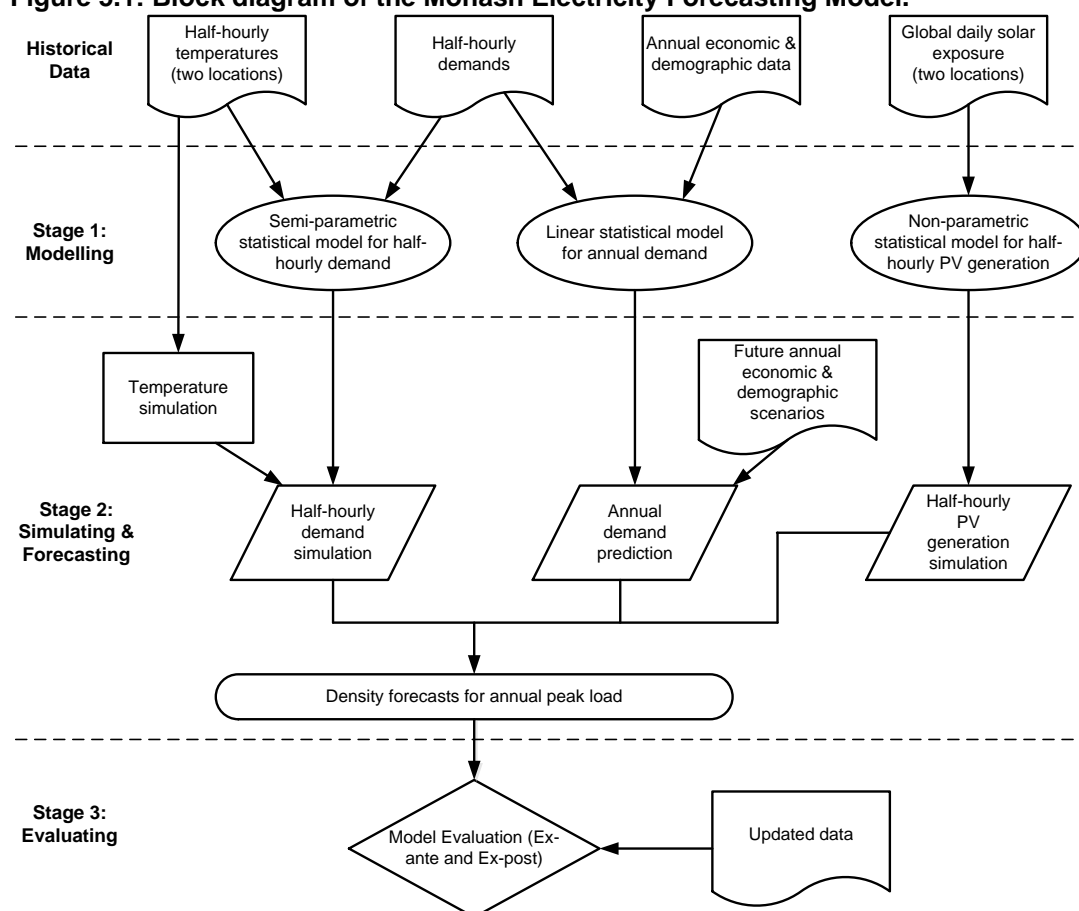 Figure 3.1: Block diagram of the Monash Electricity Forecasting Model.
Historical
Data
Half-hourly
temperatures
(two locations)
Half-hourly
demands
Annual economic &
demographic data
Global daily solar
exposure
(two locations)
Stage 1:
Modelling
Semi-parametric
statistical model for half-
hourly demand
Linear statistical model
for annual demand
Non-parametric
statistical model for half-
hourly PV generation
Temperature
simulation
Future annual
economic &
demographic
scenarios
Stage 2:
Simulating &
Forecasting
Half-hourly
demand
simulation
Annual
demand
prediction
Half-hourly
PV
generation
simulation
Density forecasts for annual peak load
Stage 3:
Evaluating
Model Evaluation (Ex-
ante and Ex-post)
Updated data